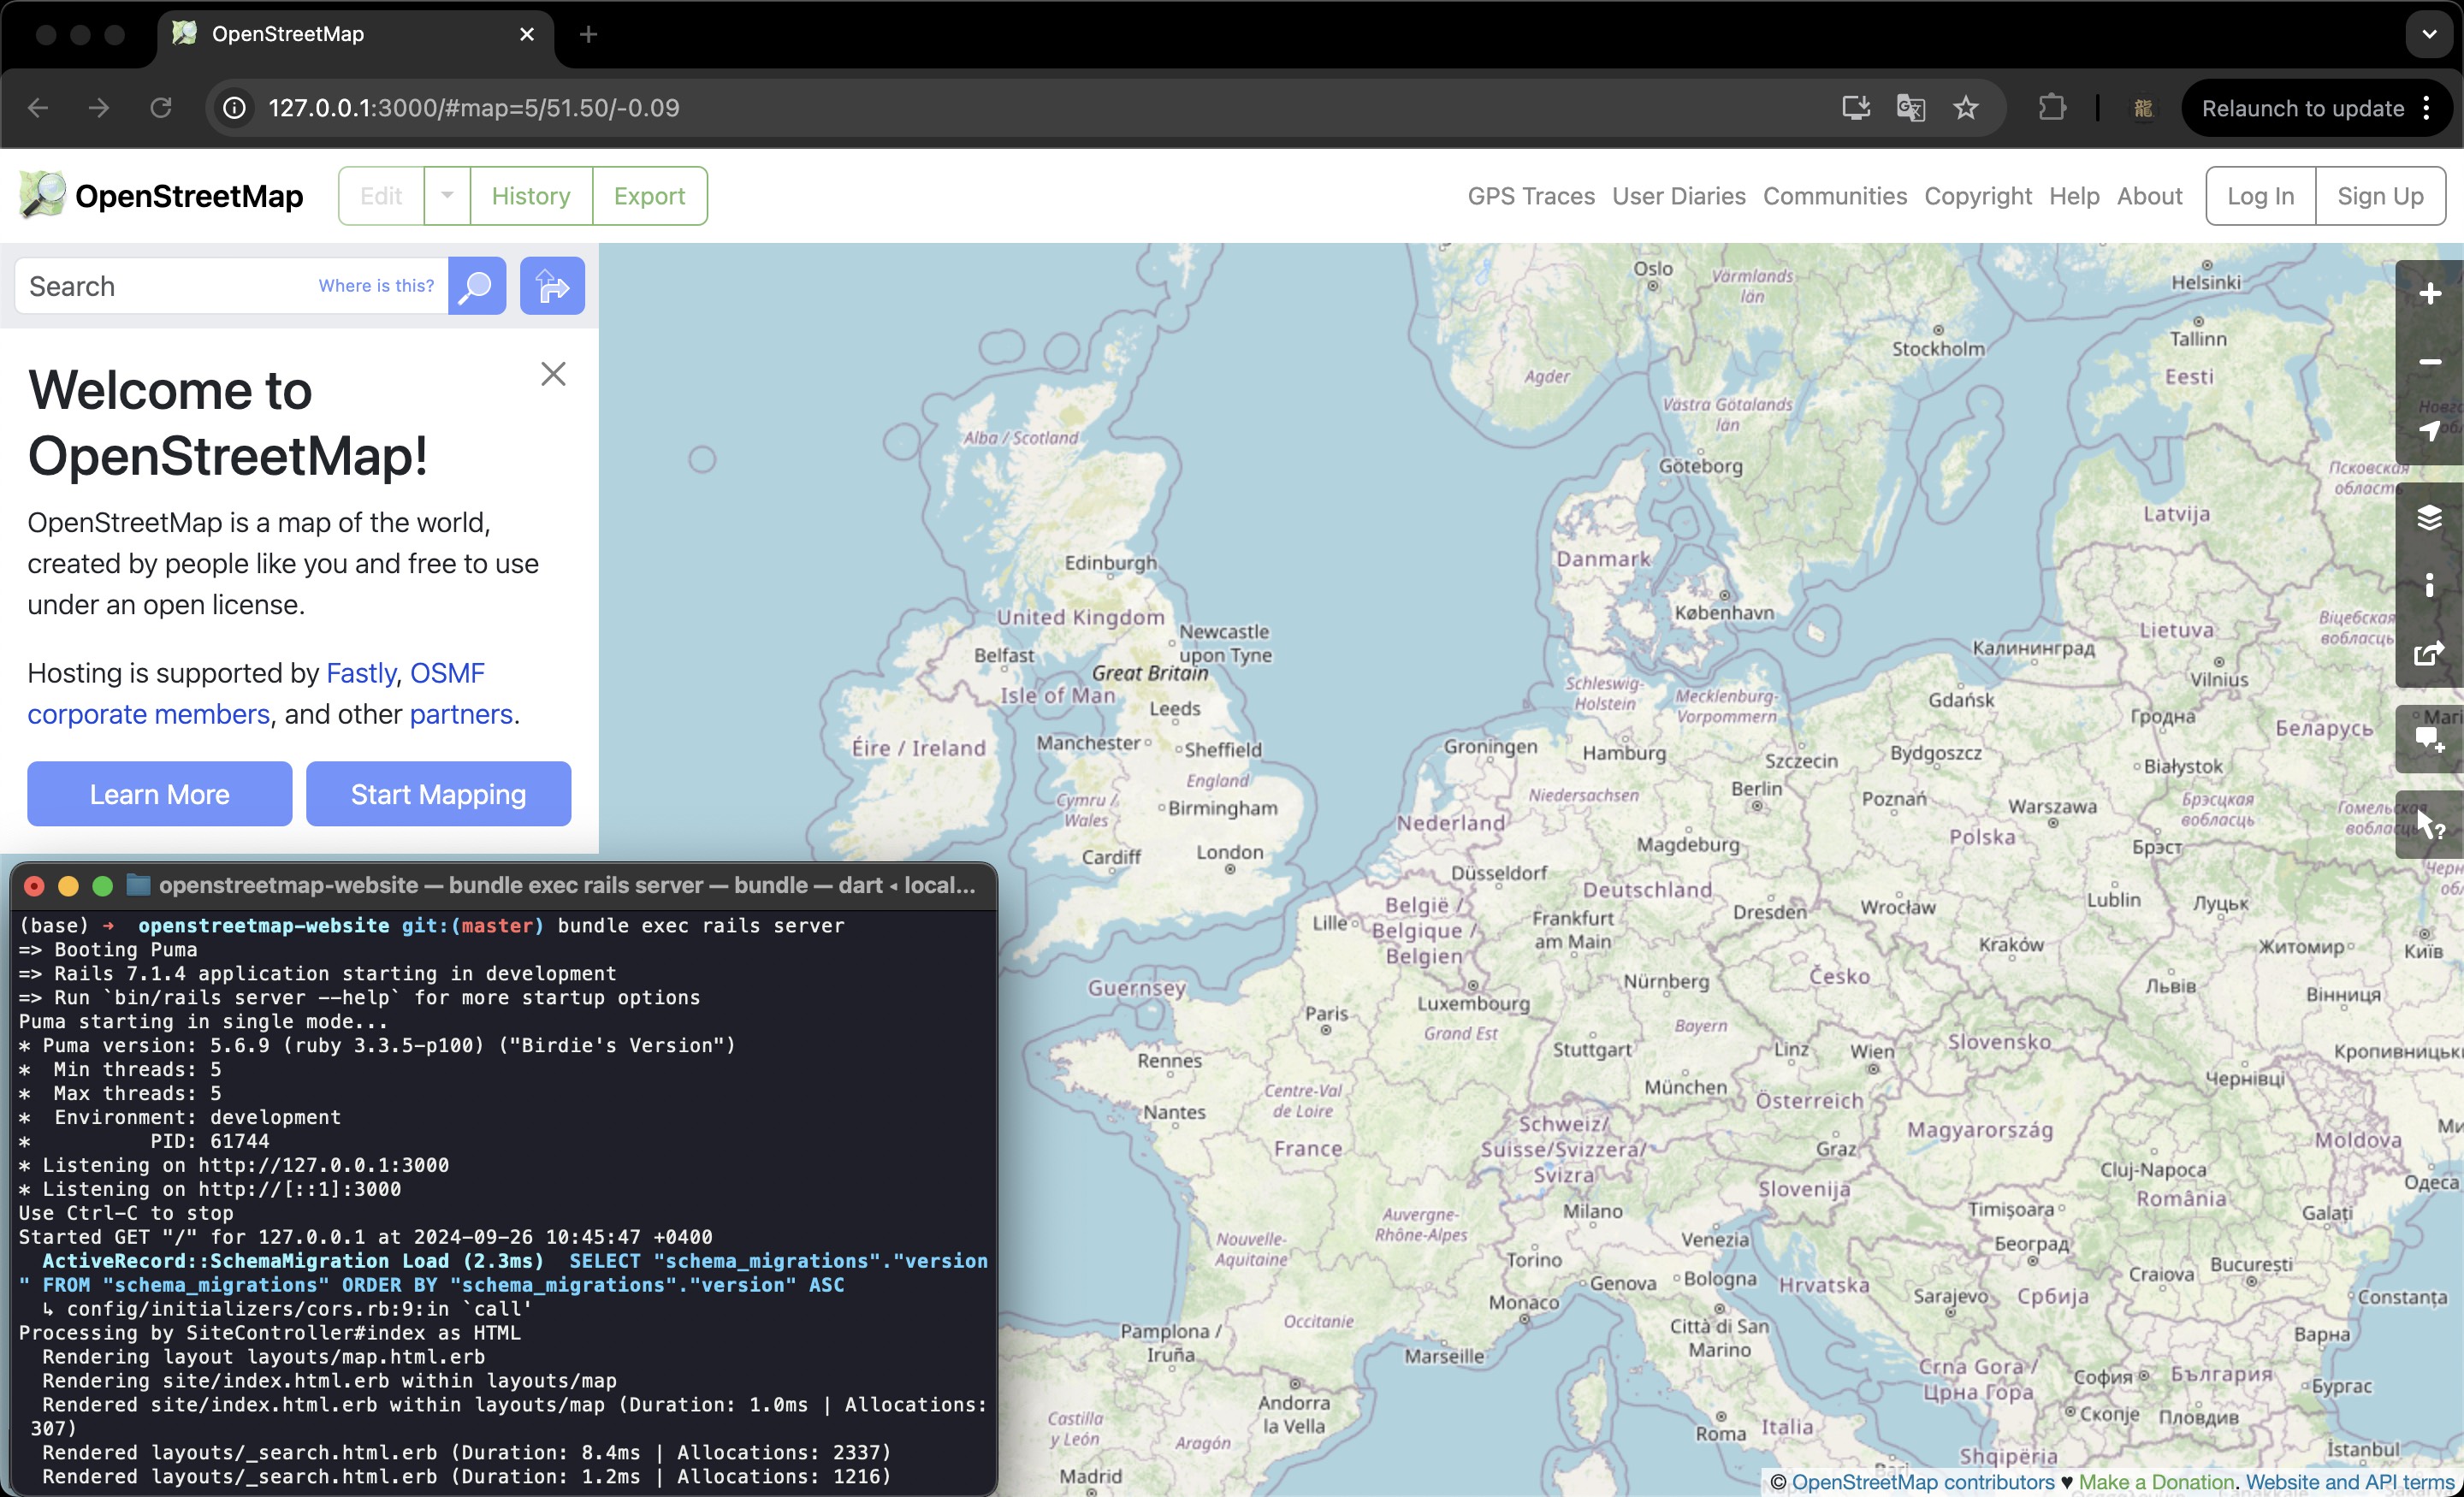 OpenStreetMap
127.0.0.1:3000/#map=5/51.50/-0.09
龍
Relaunch to update
OpenStreetMap
Edit
History
Export
GPS Traces
User Diaries
Communities
Copyright
Help
About
Log In
Sign Up
Search
Where is this?
Welcome to
OpenStreetMap!
OpenStreetMap is a map of the world,
created by people like you and free to use
under an open license.
Hosting is supported by Fastly, OSMF
corporate members, and other partners.
Learn More
Start Mapping
openstreetmap-website — bundle exec rails server — bundle — dart ◂ local...
(base) ➜ openstreetmap-website git:(master) bundle exec rails server
=> Booting Puma
=> Rails 7.1.4 application starting in development
=> Run `bin/rails server --help` for more startup options
Puma starting in single mode...
* Puma version: 5.6.9 (ruby 3.3.5-p100) ("Birdie's Version")
* Min threads: 5
* Max threads: 5
* Environment: development
* PID: 61744
* Listening on http://127.0.0.1:3000
* Listening on http://[::1]:3000
Use Ctrl-C to stop
Started GET "/" for 127.0.0.1 at 2024-09-26 10:45:47 +0400
ActiveRecord::SchemaMigration Load (2.3ms) SELECT "schema_migrations"."version
" FROM "schema_migrations" ORDER BY "schema_migrations"."version" ASC
↳ config/initializers/cors.rb:9:in `call'
Processing by SiteController#index as HTML
Rendering layout layouts/map.html.erb
Rendering site/index.html.erb within layouts/map
Rendered site/index.html.erb within layouts/map (Duration: 1.0ms | Allocations:
307)
Rendered layouts/_search.html.erb (Duration: 8.4ms | Allocations: 2337)
Rendered layouts/_search.html.erb (Duration: 1.2ms | Allocations: 1216)
Oslo
Värmlands
län
Helsinki
Stockholm
Tallinn
Eesti
Agder
Västra Götalands
län
Alba / Scotland
Göteborg
Псковская
область
Latvija
Edinburgh
Danmark
København
United Kingdom
Newcastle
upon Tyne
Belfast
Great Britain
Isle of Man
Lietuva
Віцебская
вобласць
Калининград
Vilnius
Schleswig-
Holstein
Mecklenburg-
Vorpommern
Gdańsk
Leeds
Гродна
Беларусь
Éire / Ireland
Manchester
Sheffield
Groningen
Hamburg
Szczecin
Bydgoszcz
Białystok
England
Cymru /
Wales
Birmingham
Niedersachsen
Berlin
Poznań
Warszawa
Брэсцкая
вобласць
Гомельская
вобласць
Nederland
Magdeburg
Polska
Брэст
Cardiff
London
Düsseldorf
Deutschland
Lille
België /
Belgique /
Belgien
Frankfurt
am Main
Dresden
Wrocław
Lublin
Луцьк
Kraków
Житомир
Київ
Guernsey
Česko
Nürnberg
Львів
Вінниця
Luxembourg
Paris
Grand Est
Bayern
Stuttgart
Linz
Wien
Slovensko
Rennes
München
Чернівці
Centre-Val
de Loire
Österreich
Nantes
Schweiz/
Suisse/Svizzera/
Svizra
France
Magyarország
Moldova
Graz
Cluj-Napoca
România
Одеса
Slovenija
Milano
Timișoara
Galați
Auvergne-
Rhône-Alpes
Nouvelle-
Aquitaine
Venezia
Београд
Torino
București
Genova
Bologna
Hrvatska
Craiova
Monaco
Sarajevo
Србија
Constanța
Occitanie
Pamplona /
Iruña
Città di San
Marino
Варна
Marseille
Crna Gora /
Црна Гора
София
България
Бургас
Andorra
la Vella
Скопје
Пловдив
Castilla
y León
Aragón
Roma
Italia
Shqipëria
İstanbul
Madrid
© OpenStreetMap contributors ♥ Make a Donation. Website and API terms